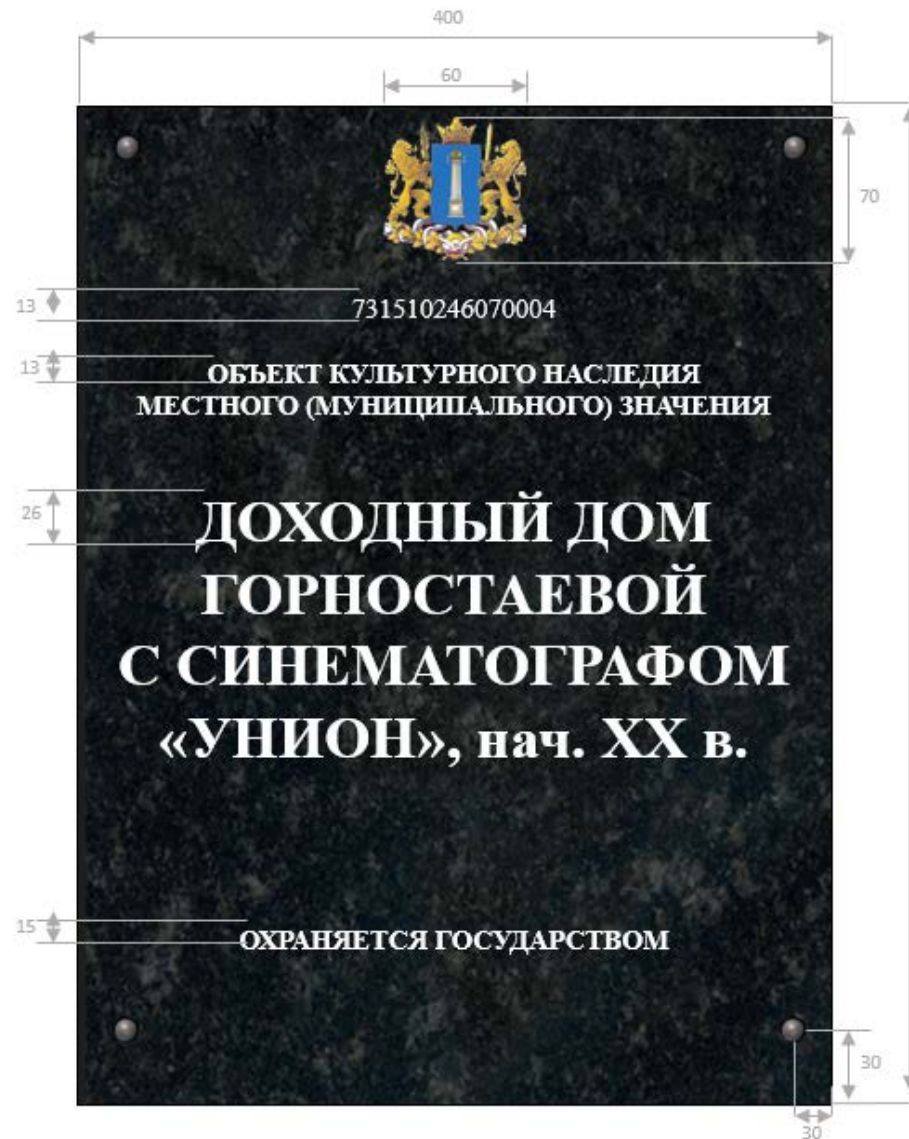 400
60
70
13
731510246070004
13
ОБЪЕКТ КУЛЬТУРНОГО НАСЛЕДИЯ
МЕСТНОГО (МУНИЦИПАЛЬНОГО) ЗНАЧЕНИЯ
26
ДОХОДНЫЙ ДОМ
ГОРНОСТАЕВОЙ
С СИНЕМАТОГРАФОМ
«УНИОН», нач. XX в.
15
ОХРАНЯЕТСЯ ГОСУДАРСТВОМ
30
30